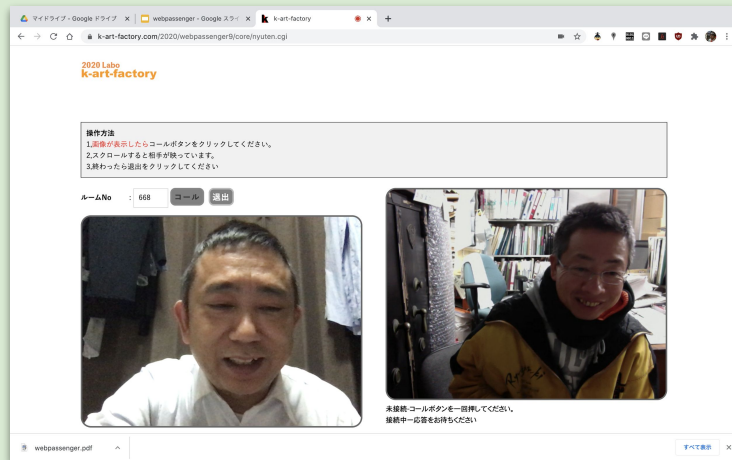 マイドライブ - Google ドライブ
webpassenger - Google スライ
k-art-factory
k-art-factory.com/2020/webpassenger9/core/nyuten.cgi
2020 Labo
k-art-factory
操作方法
1,画像が表示したらコールボタンをクリックしてください。
2,スクロールすると相手が映っています。
3,終わったら退出をクリックしてください
ルームNo : 668 コール 退出
未接続-コールボタンを一回押してください。
接続中一応答をお待ちください
webpassenger.pdf
すべて表示